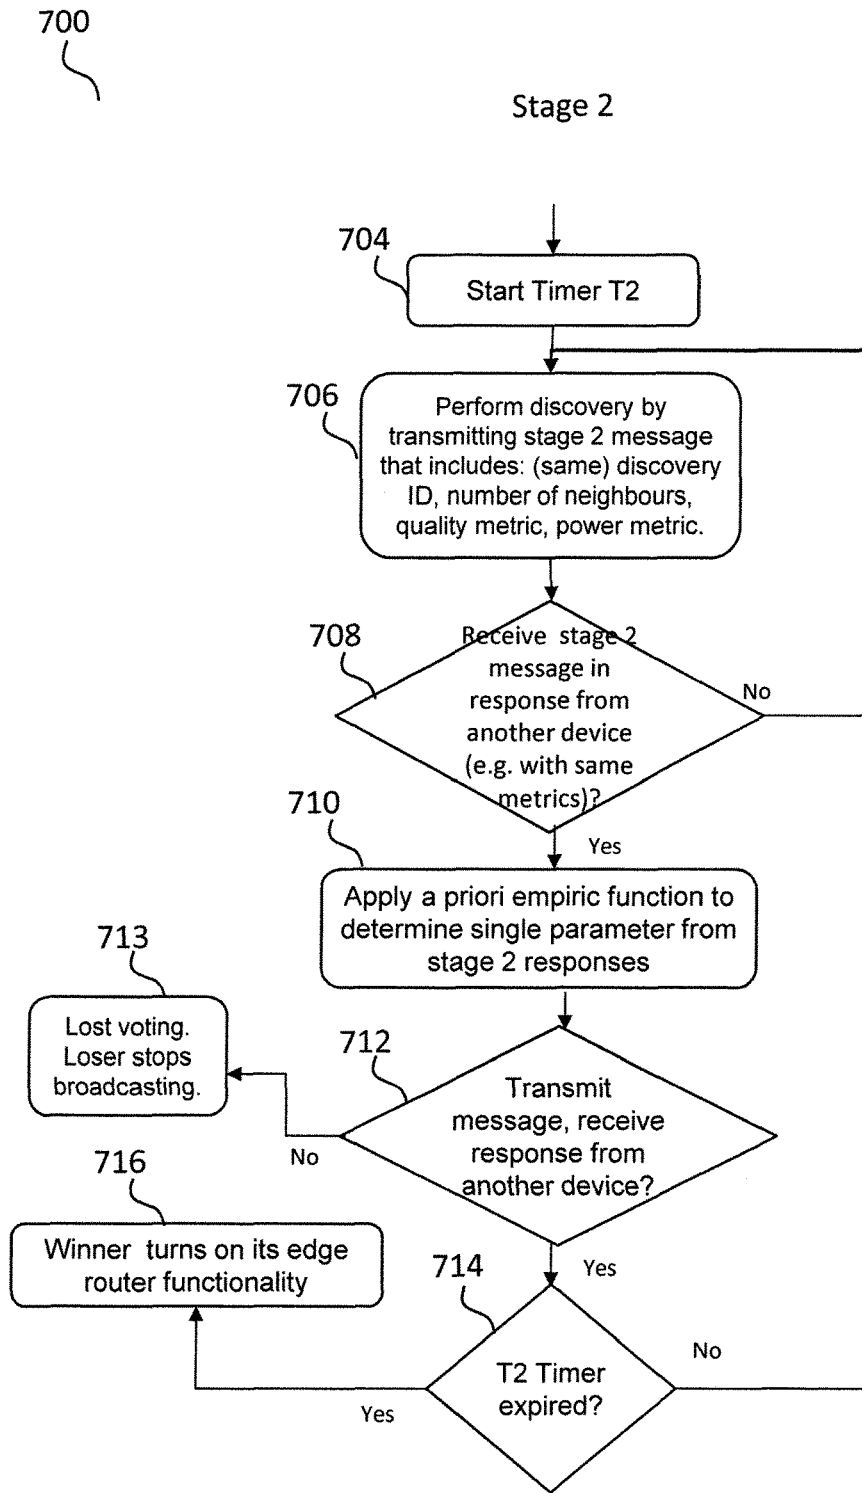 700
Stage 2
704
Start Timer T2
706
Perform discovery by
transmitting stage 2 message
that includes: (same) discovery
ID, number of neighbours,
quality metric, power metric.
708
Receive stage 2
message in
response from
another device
(e.g. with same
metrics)?
No
Yes
710
Apply a priori empiric function to
determine single parameter from
stage 2 responses
713
Lost voting.
Loser stops
broadcasting.
712
Transmit
message, receive
response from
another device?
No
Yes
716
Winner turns on its edge
router functionality
714
T2 Timer
expired?
No
Yes